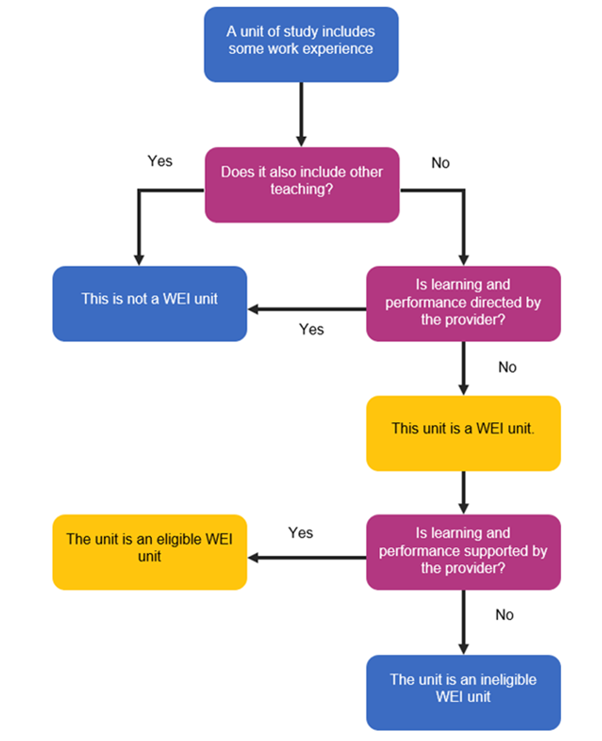 A unit of study includes
some work experience
Yes
No
Does it also include other
teaching?
This is not a WEI unit
Is learning and
performance directed by
the provider?
Yes
No
This unit is a WEI unit.
The unit is an eligible WEI
unit
Yes
Is learning and
performance supported by
the provider?
No
The unit is an ineligible
WEI unit